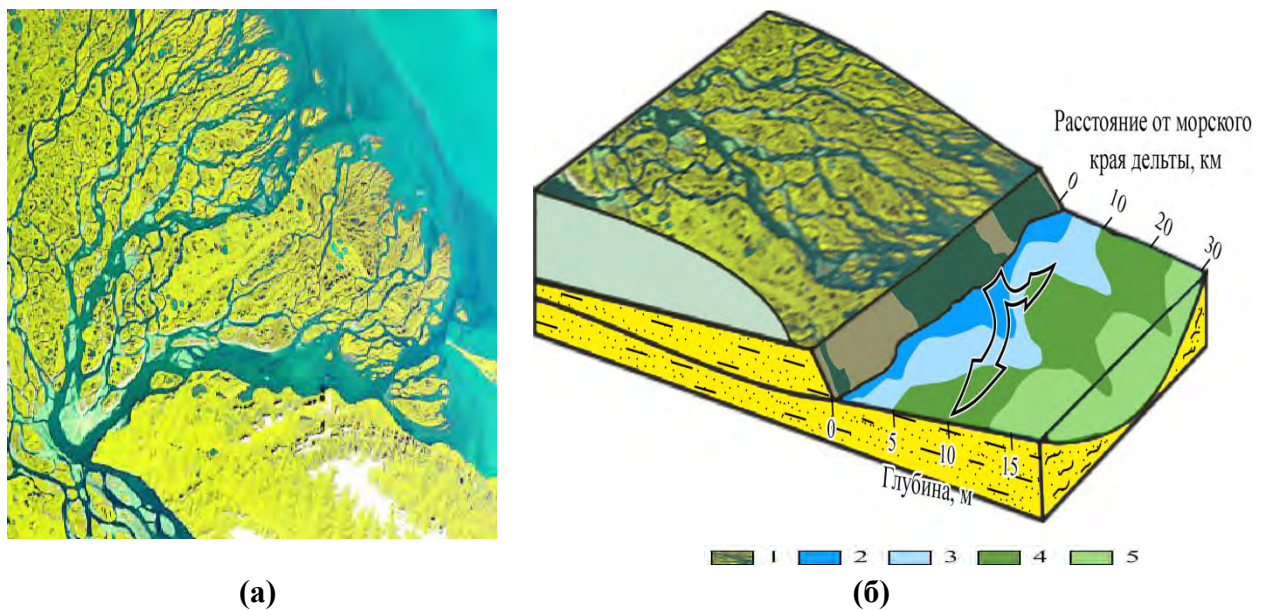 Расстояние от морского
края дельты, км
0
10
20
30
0
5
10
15
Глубина, м
1 2 3 4 5
(а) (б)